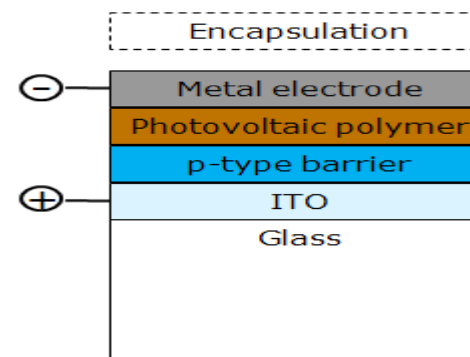 Encapsulation
Metal electrode
Photovoltaic polymer
p-type barrier
ITO
Glass